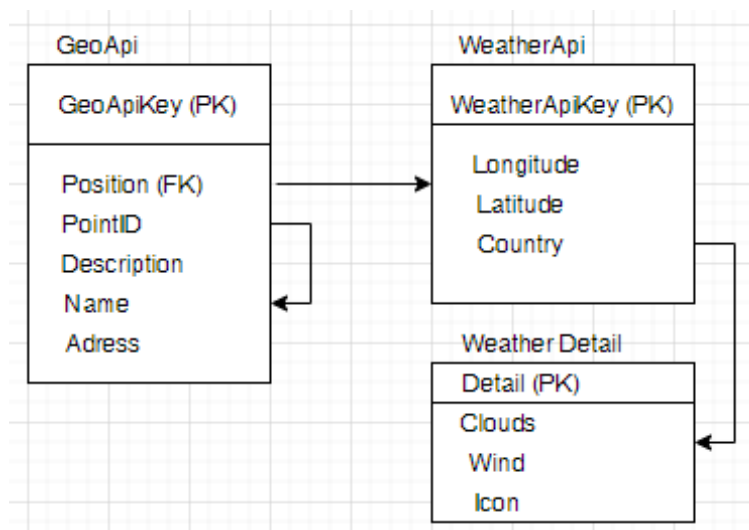 GeoApi
GeoApiKey (PK)
Position (FK)
PointID
Description
Name
Adress
WeatherApi
WeatherApiKey (PK)
Longitude
Latitude
Country
Weather Detail
Detail (PK)
Clouds
Wind
Icon